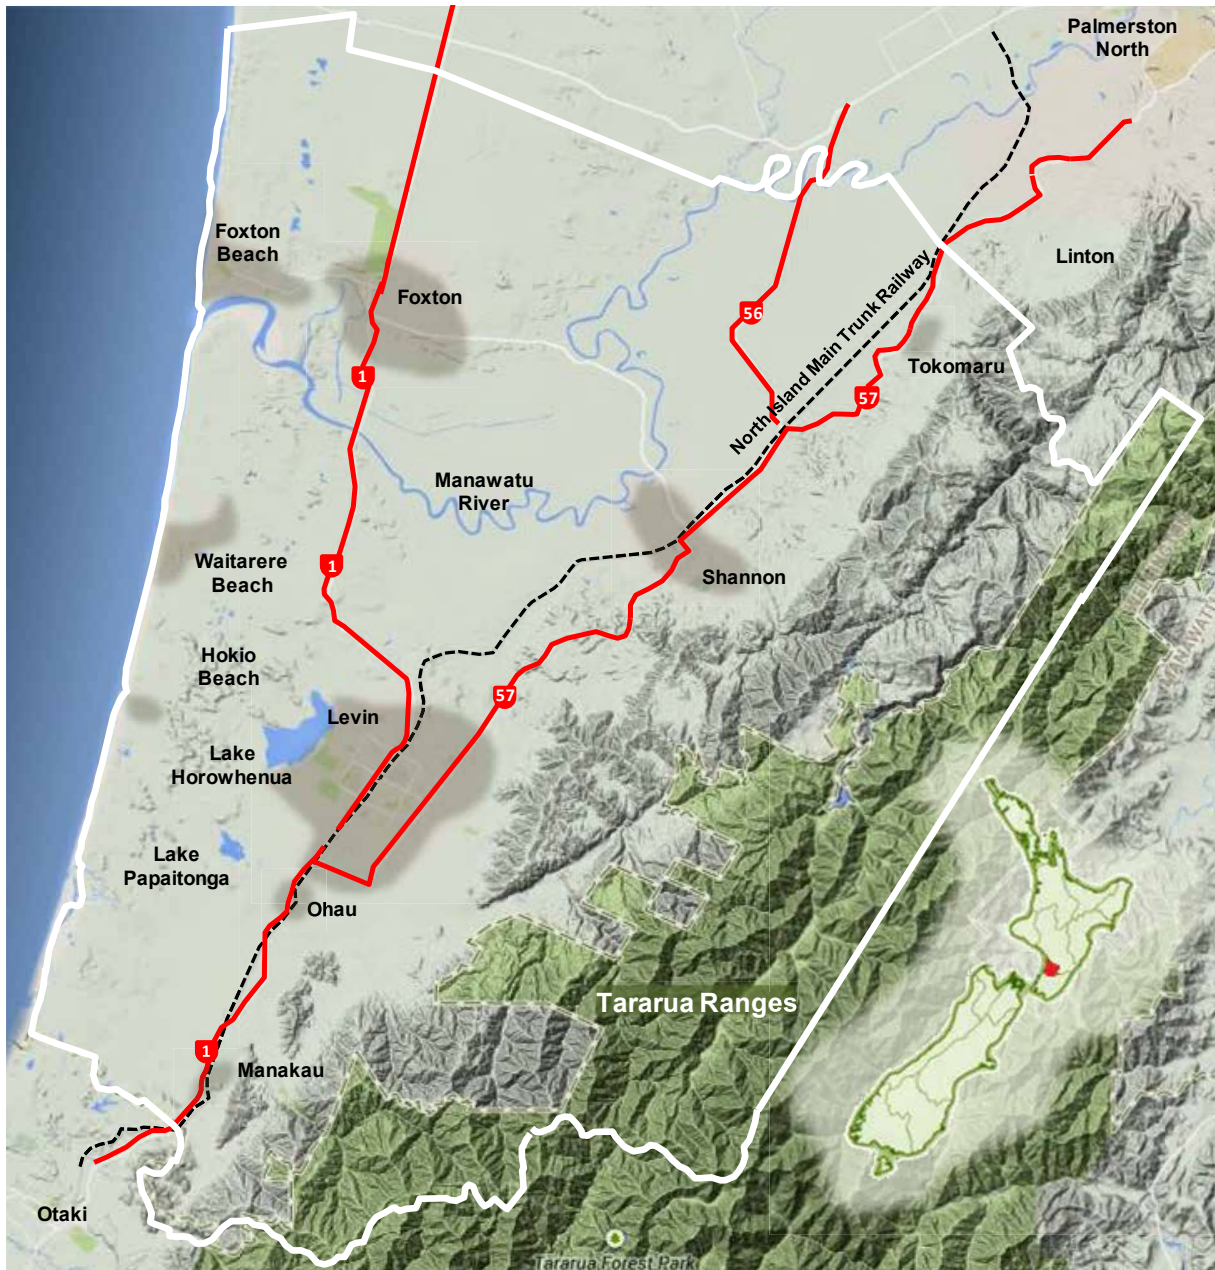 Palmerston
North
Foxton
Beach
Linton
Foxton
56
North Island Main Trunk Railway
Tokomaru
1
57
Manawatu
River
Waitarere
Beach
1
Shannon
Hokio
Beach
57
Levin
Lake
Horowhenua
Lake
Papaitonga
Ohau
Tararua Ranges
1
Manakau
Otaki
Tararua Forest Park